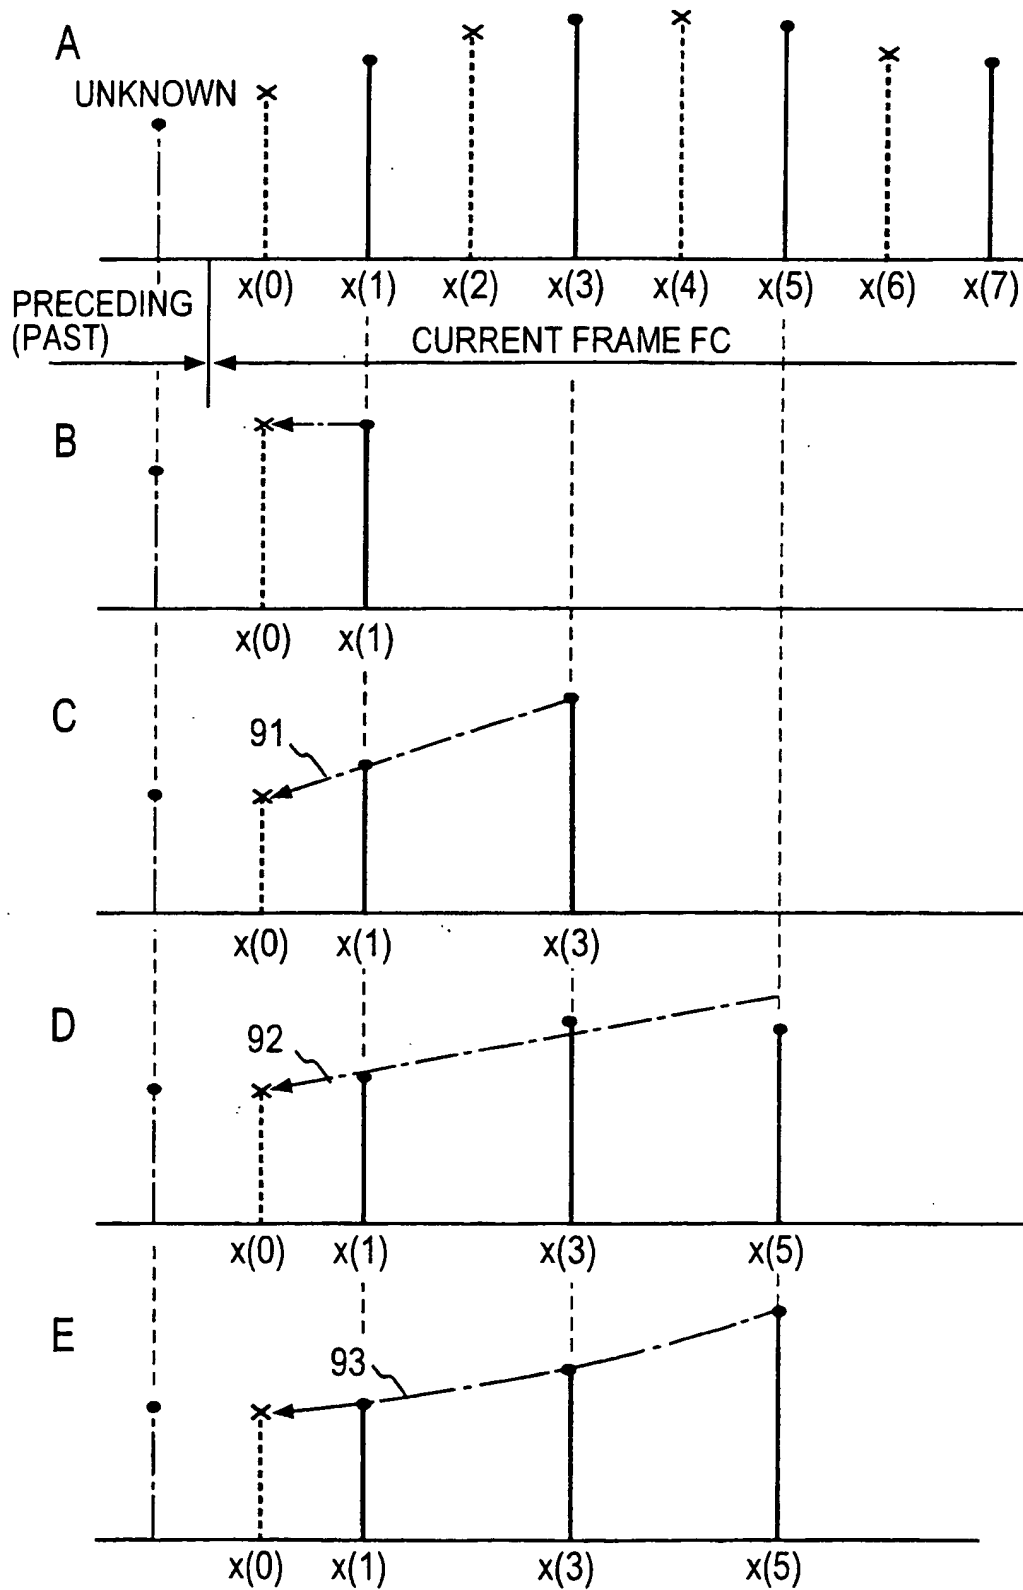 A
UNKNOWN
x(0) x(1) x(2) x(3) x(4) x(5) x(6) x(7)
PRECEDING
(PAST)
CURRENT FRAME FC
B
x(0) x(1)
C
91
x(0) x(1) x(3)
D
92
x(0) x(1) x(3) x(5)
E
93
x(0) x(1) x(3) x(5)